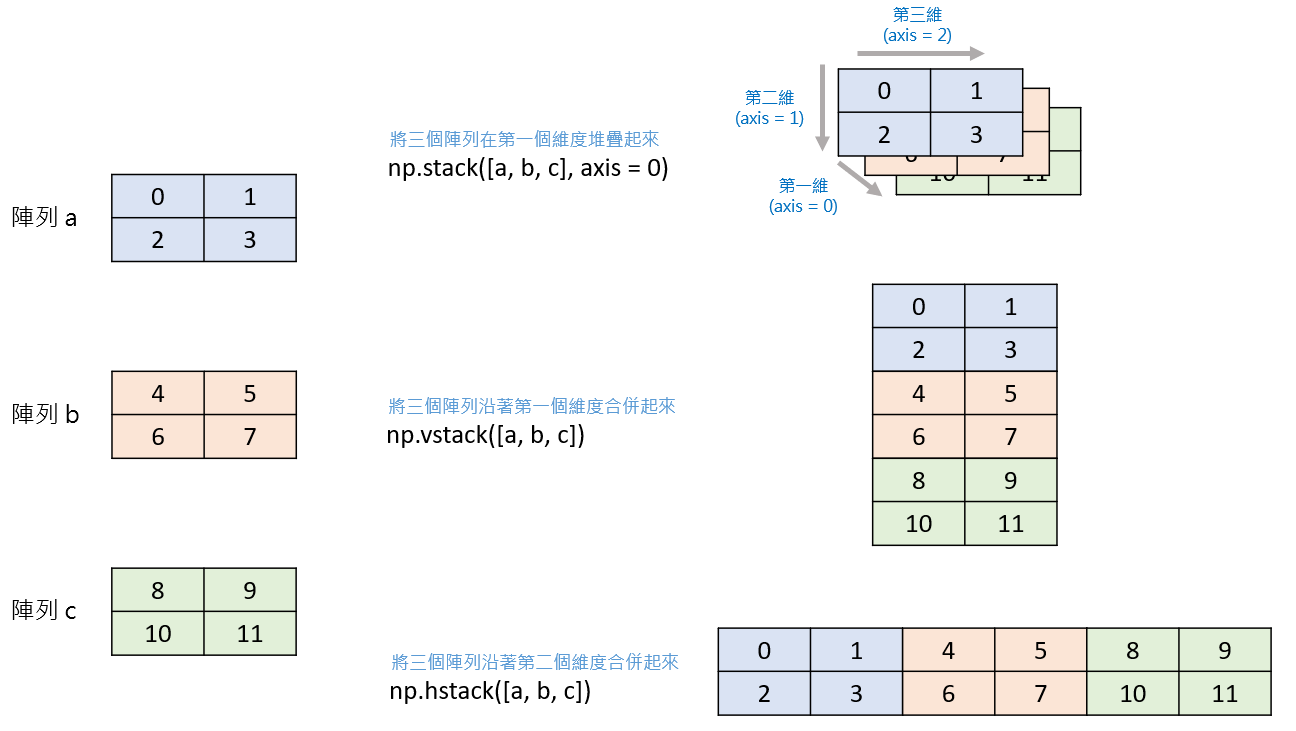 陣列 a
0 1
2 3
陣列 b
4 5
6 7
陣列 c
8 9
10 11
將三個陣列在第一個維度堆疊起來
np.stack([a, b, c], axis = 0)
第三維
(axis = 2)
第二維
(axis = 1)
第一維
(axis = 0)
0 1
2 3
6 7
10 11
將三個陣列沿著第一個維度合併起來
np.vstack([a, b, c])
0 1
2 3
4 5
6 7
8 9
10 11
將三個陣列沿著第二個維度合併起來
np.hstack([a, b, c])
0 1 4 5 8 9
2 3 6 7 10 11